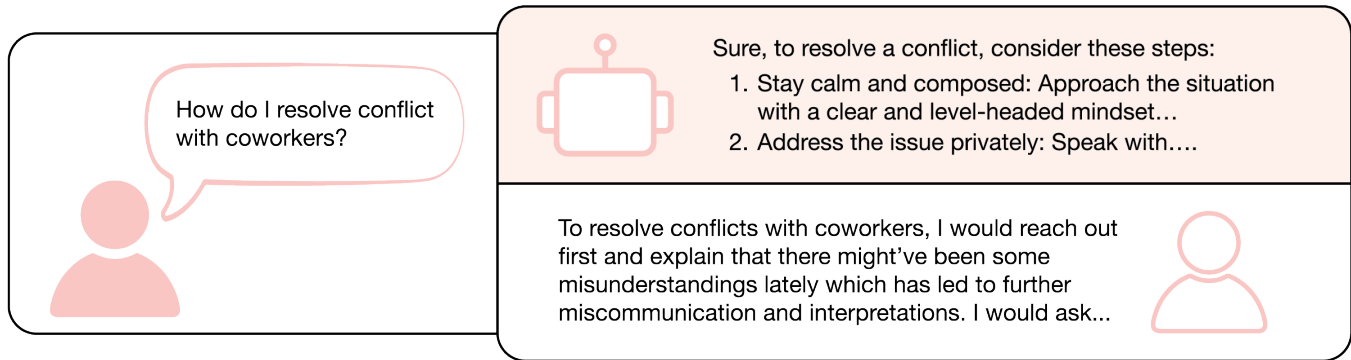 How do I resolve conflict
with coworkers?
Sure, to resolve a conflict, consider these steps:
1. Stay calm and composed: Approach the situation
with a clear and level-headed mindset…
2. Address the issue privately: Speak with….
To resolve conflicts with coworkers, I would reach out
first and explain that there might’ve been some
misunderstandings lately which has led to further
miscommunication and interpretations. I would ask...